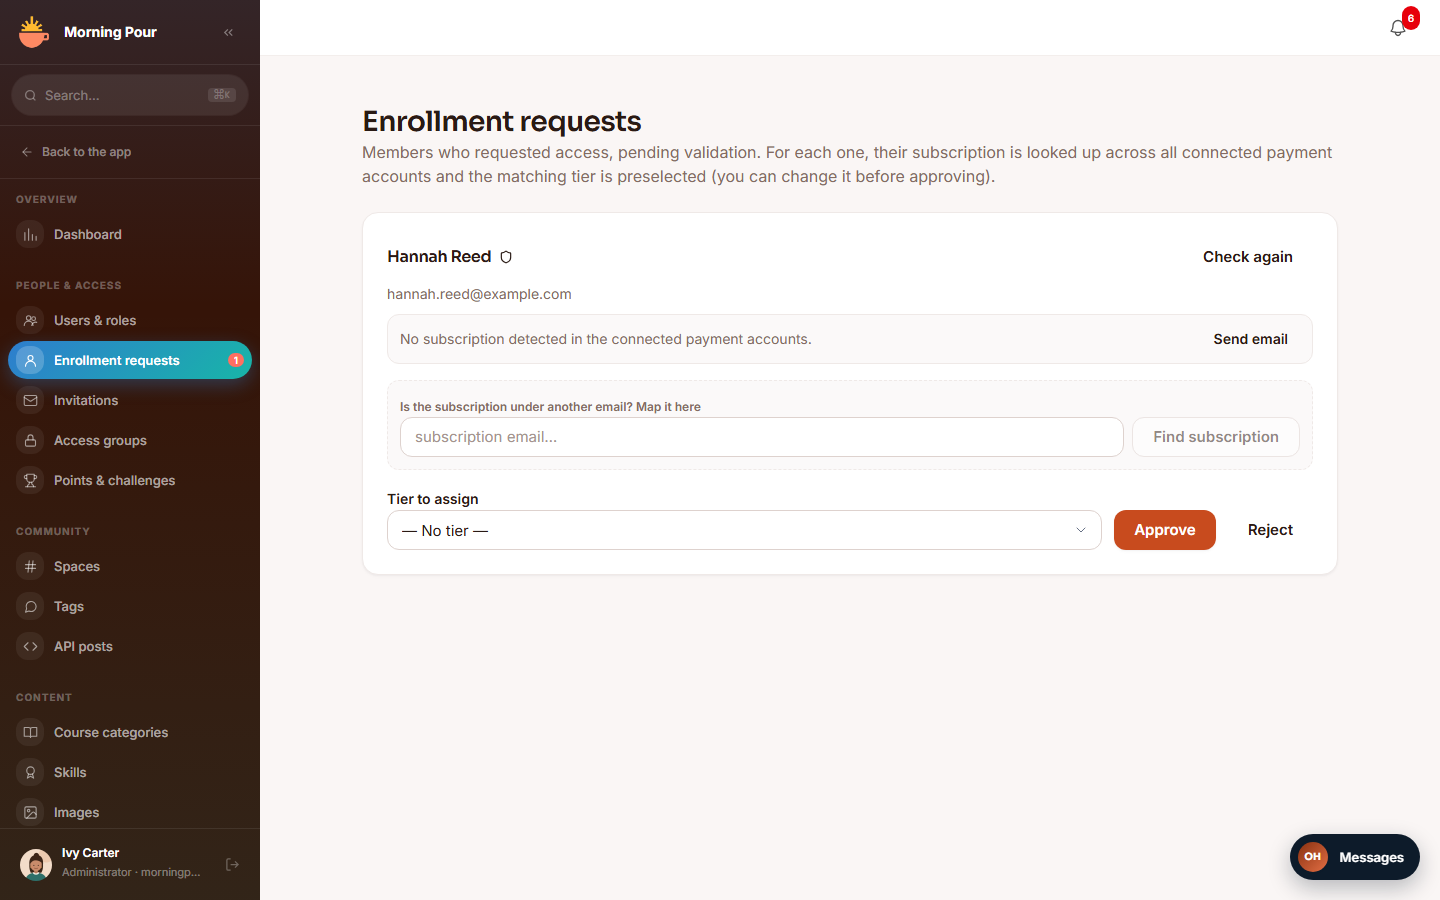 Morning Pour
Search...
⌘K
Back to the app
OVERVIEW
Dashboard
PEOPLE & ACCESS
Users & roles
Enrollment requests
1
Invitations
Access groups
Points & challenges
COMMUNITY
Spaces
Tags
API posts
CONTENT
Course categories
Skills
Images
Ivy Carter
Administrator · morningp...
6
Enrollment requests
Members who requested access, pending validation. For each one, their subscription is looked up across all connected payment
accounts and the matching tier is preselected (you can change it before approving).
Hannah Reed
Check again
hannah.reed@example.com
No subscription detected in the connected payment accounts.
Send email
Is the subscription under another email? Map it here
subscription email...
Find subscription
Tier to assign
— No tier —
Approve
Reject
OH
Messages